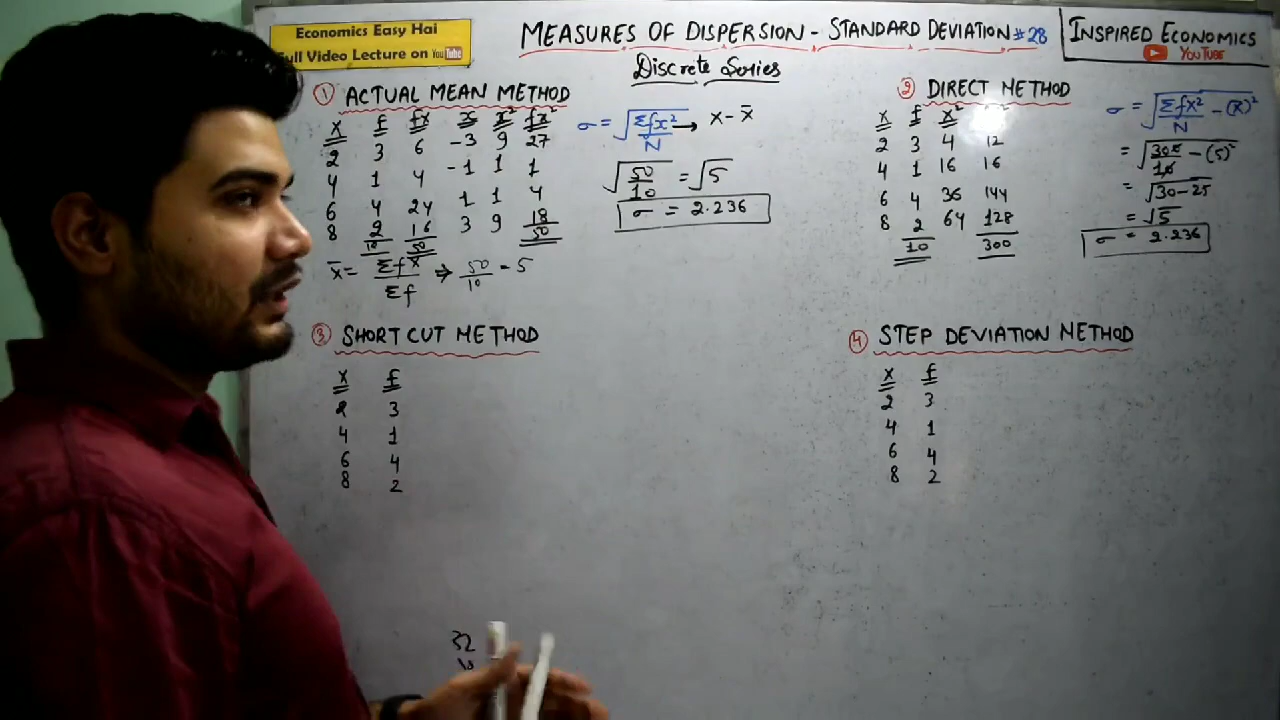 Economics Easy Hai
Full Video Lecture on YouTube
MEASURES OF DISPERSION - STANDARD DEVIATION #28
Discrete Series
INSPIRED ECONOMICS
YOUTUBE
① ACTUAL MEAN METHOD
X f fX x x² fx²
2 3 6 -3 9 27
4 1 4 -1 1 1
6 4 24 1 1 4
8 2 16 3 9 18
10 50 50
X̄ = ΣfX/Σf ⇒ 50/10 = 5
σ = √(Σfx²/N) → X - X̄
√(50/10) = √5
σ = 2.236
② DIRECT METHOD
X f X²
2 3 4 12
4 1 16 16
6 4 36 144
8 2 64 128
10 300
σ = √(ΣfX²/N - (X̄)²)
= √(300/10 - (5)²)
= √(30-25)
= √5
σ = 2.236
③ SHORT CUT METHOD
X f
2 3
4 1
6 4
8 2
④ STEP DEVIATION METHOD
X f
2 3
4 1
6 4
8 2
32